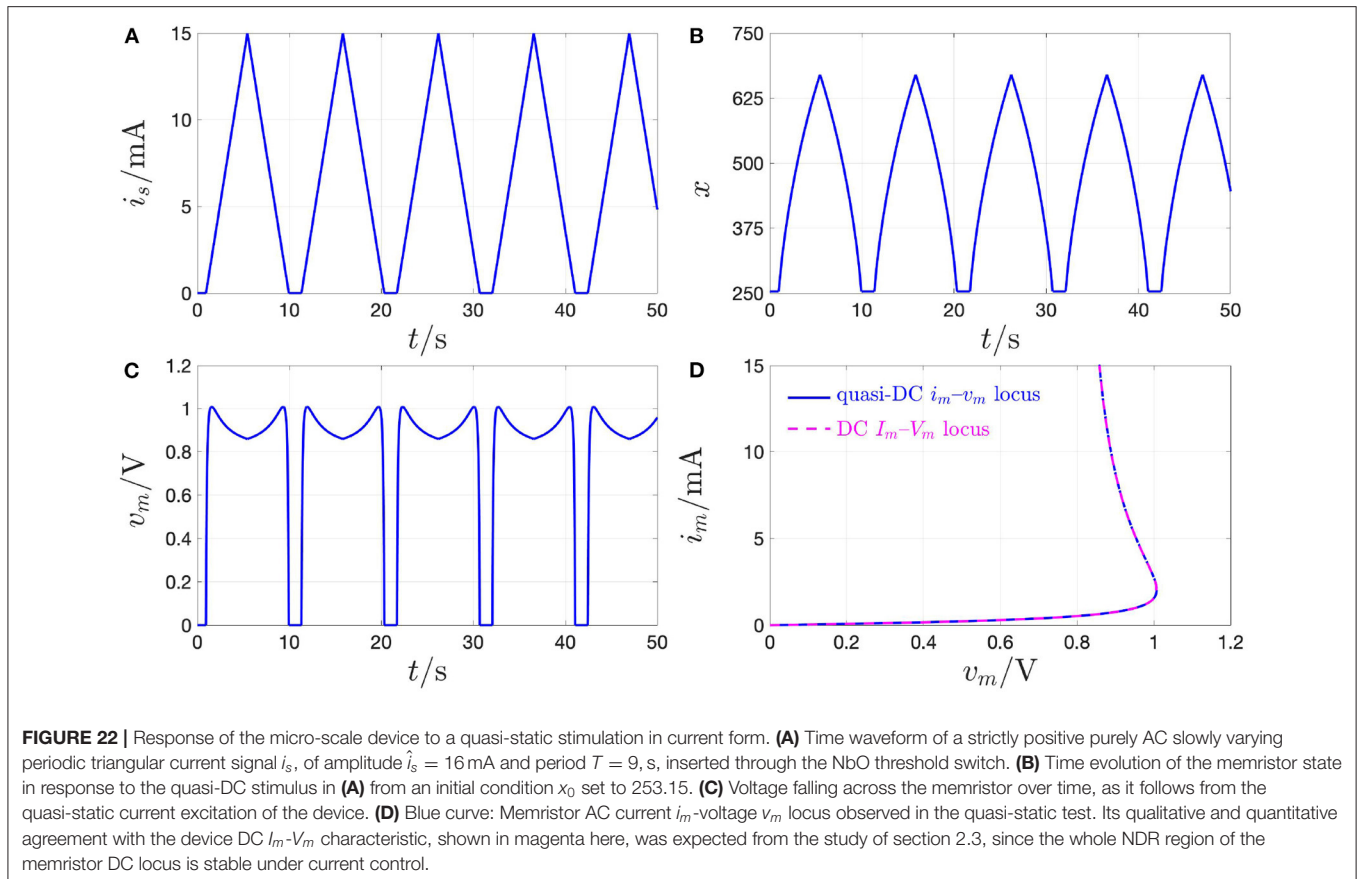 A
15
10
5
0
i_s/mA
0 10 20 30 40 50
t/s
B
750
625
500
375
250
x
0 10 20 30 40 50
t/s
C
1.2
1
0.8
0.6
0.4
0.2
0
v_m/V
0 10 20 30 40 50
t/s
D
15
10
5
0
i_m/mA
quasi-DC i_m–v_m locus
DC I_m–V_m locus
0 0.2 0.4 0.6 0.8 1 1.2
v_m/V
FIGURE 22 | Response of the micro-scale device to a quasi-static stimulation in current form. (A) Time waveform of a strictly positive purely AC slowly varying
periodic triangular current signal i_s, of amplitude î_s = 16 mA and period T = 9, s, inserted through the NbO threshold switch. (B) Time evolution of the memristor state
in response to the quasi-DC stimulus in (A) from an initial condition x_0 set to 253.15. (C) Voltage falling across the memristor over time, as it follows from the
quasi-static current excitation of the device. (D) Blue curve: Memristor AC current i_m-voltage v_m locus observed in the quasi-static test. Its qualitative and quantitative
agreement with the device DC I_m-V_m characteristic, shown in magenta here, was expected from the study of section 2.3, since the whole NDR region of the
memristor DC locus is stable under current control.